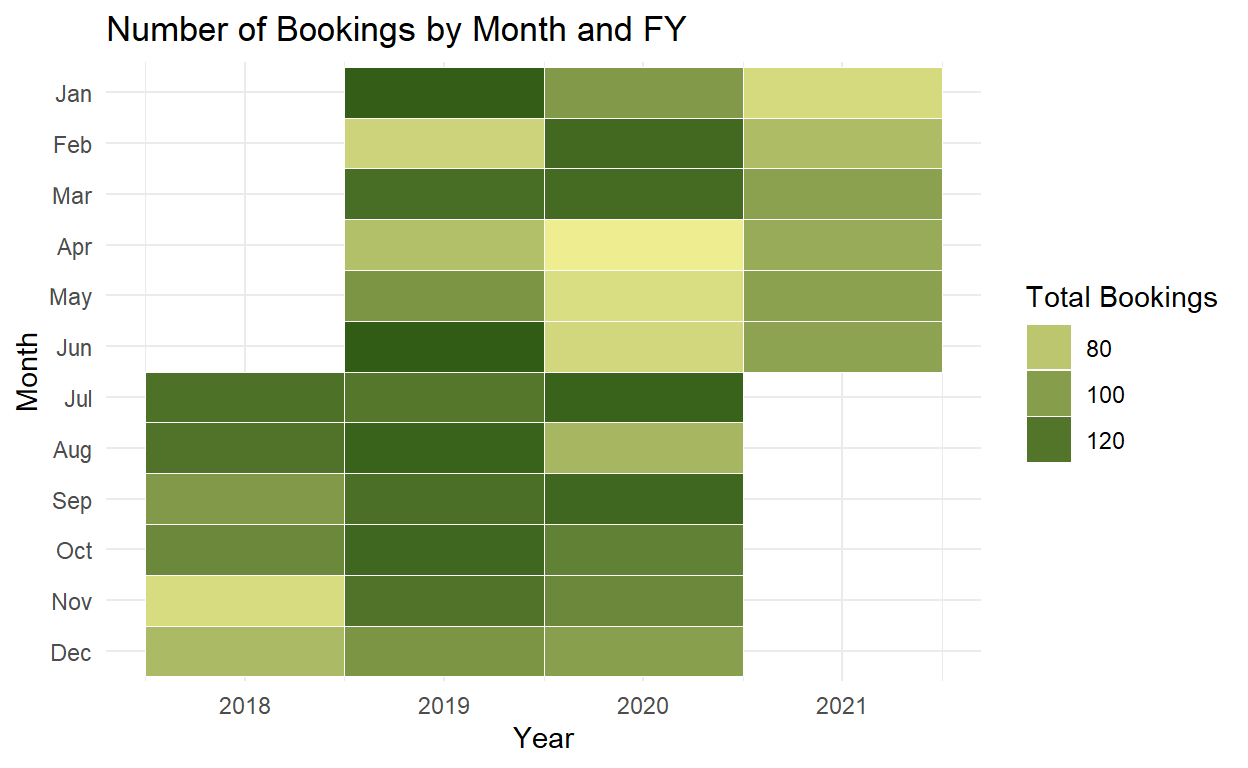 Number of Bookings by Month and FY
Month
Jan
Feb
Mar
Apr
May
Jun
Jul
Aug
Sep
Oct
Nov
Dec
2018 2019 2020 2021
Year
Total Bookings
80
100
120